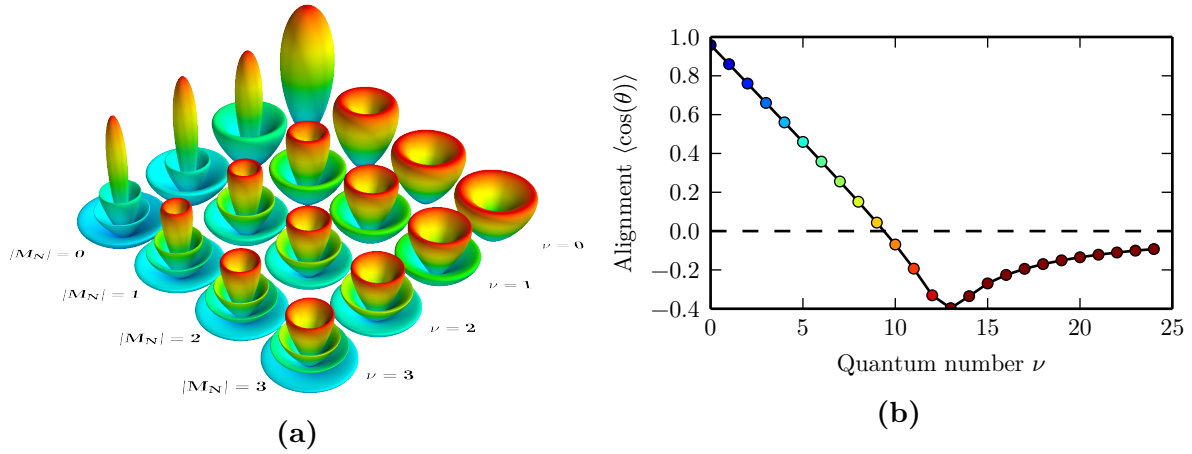 |M_N| = 0
|M_N| = 1
|M_N| = 2
|M_N| = 3
ν = 0
ν = 1
ν = 2
ν = 3
(a)
Alignment ⟨cos(θ)⟩
1.0
0.8
0.6
0.4
0.2
0.0
−0.2
−0.4
0 5 10 15 20 25
Quantum number ν
(b)